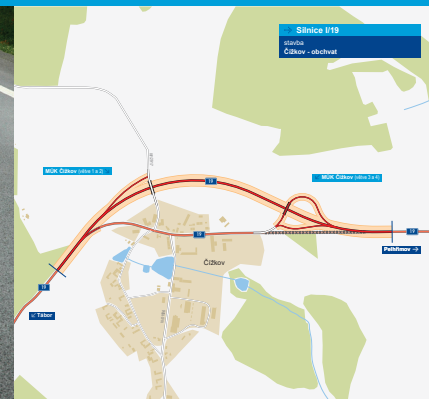 → Silnice I/19
stavba
Čížkov - obchvat
MÚK Čížkov (větve 1 a 2)
19
MÚK Čížkov (větve 3 a 4)
19
19
Pelhřimov →
Čížkov
19
↙ Tábor